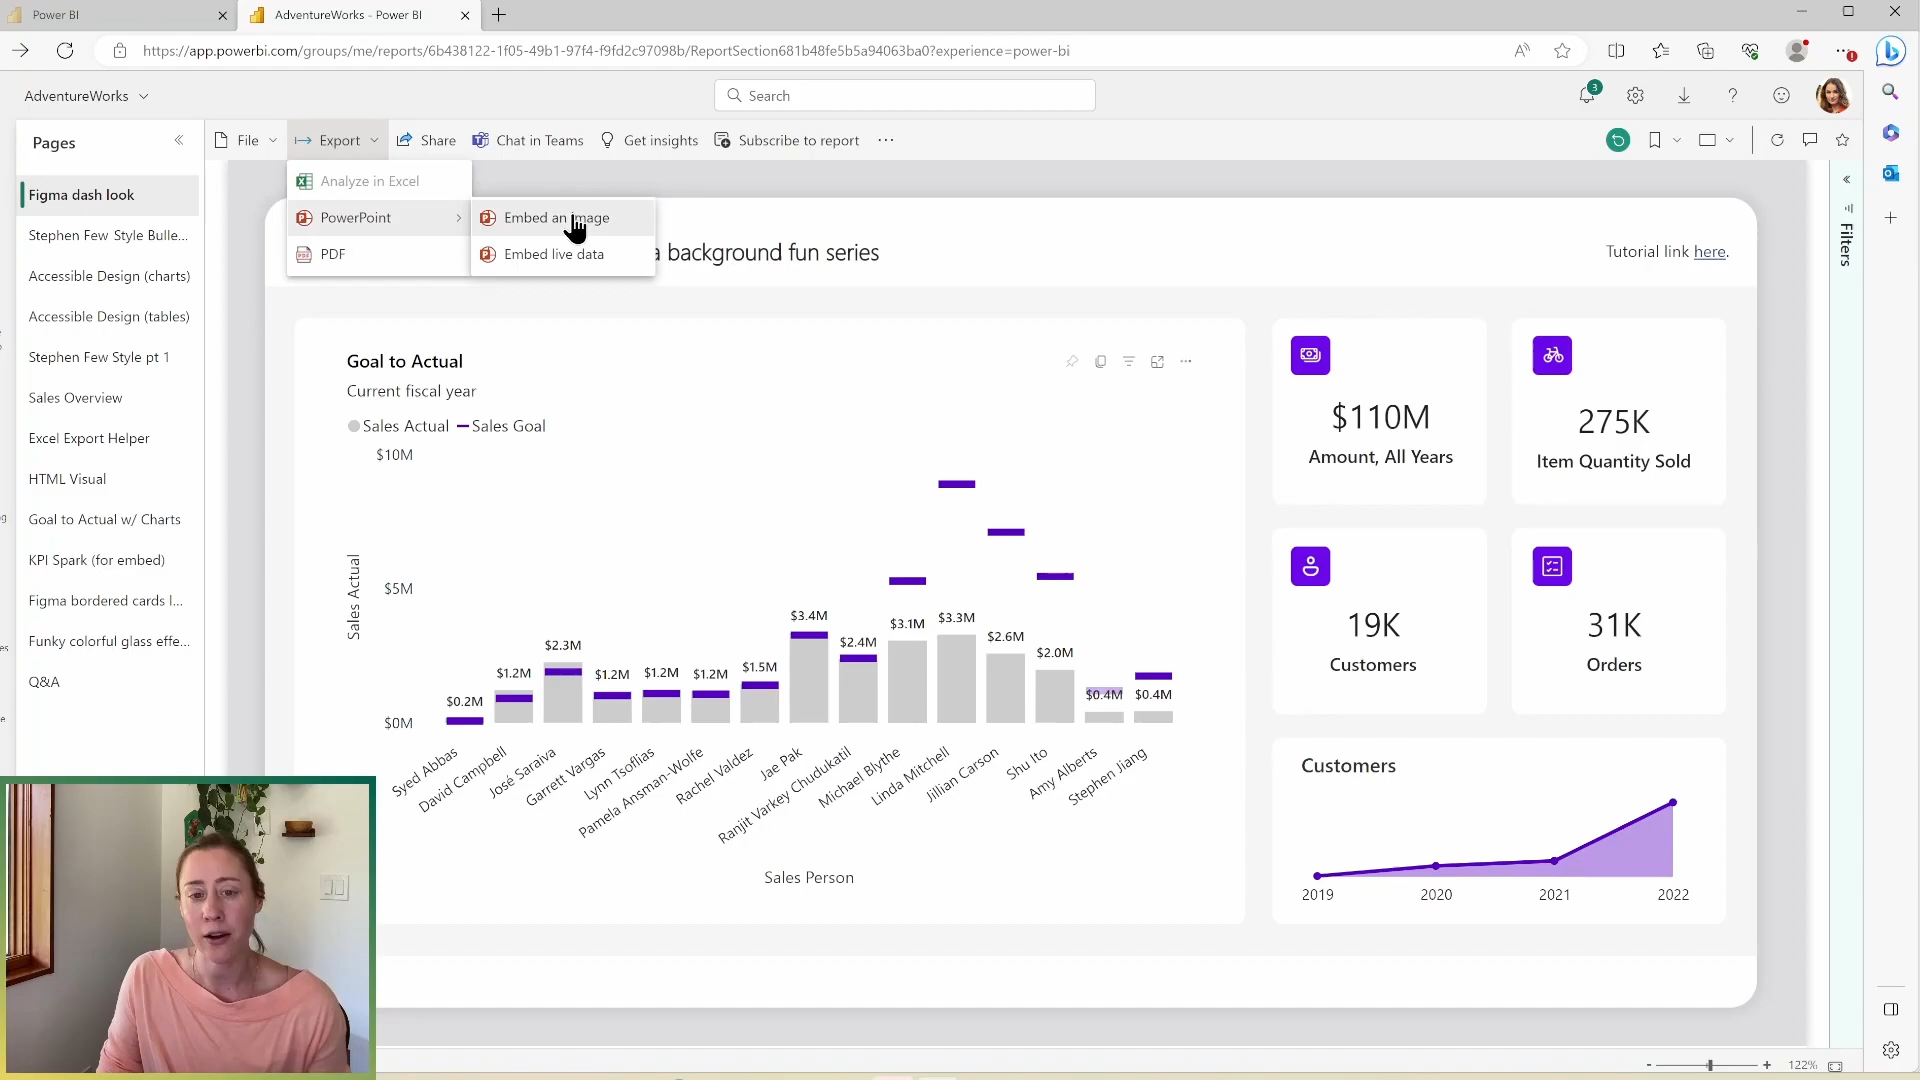 Power BI
AdventureWorks - Power BI
https://app.powerbi.com/groups/me/reports/6b438122-1f05-49b1-97f4-f9fd2c97098b/ReportSection681b48fe5b5a94063ba0?experience=power-bi
AdventureWorks
Search
3
Pages
File
Export
Share
Chat in Teams
Get insights
Subscribe to report
Analyze in Excel
PowerPoint
PDF
Embed an image
Embed live data
Figma dash look
Stephen Few Style Bulle...
Accessible Design (charts)
Accessible Design (tables)
Stephen Few Style pt 1
Sales Overview
Excel Export Helper
HTML Visual
Goal to Actual w/ Charts
KPI Spark (for embed)
Figma bordered cards l...
Funky colorful glass effe...
Q&A
a background fun series
Tutorial link here.
Filters
Goal to Actual
Current fiscal year
Sales Actual
Sales Goal
$10M
$5M
$0M
Sales Actual
$0.2M
$1.2M
$2.3M
$1.2M
$1.2M
$1.2M
$1.5M
$3.4M
$2.4M
$3.1M
$3.3M
$2.6M
$2.0M
$0.4M
$0.4M
Syed Abbas
David Campbell
José Saraiva
Garrett Vargas
Lynn Tsoflias
Pamela Ansman-Wolfe
Rachel Valdez
Jae Pak
Ranjit Varkey Chudukatil
Michael Blythe
Linda Mitchell
Jillian Carson
Shu Ito
Amy Alberts
Stephen Jiang
Sales Person
$110M
Amount, All Years
275K
Item Quantity Sold
19K
Customers
31K
Orders
Customers
2019
2020
2021
2022
122%